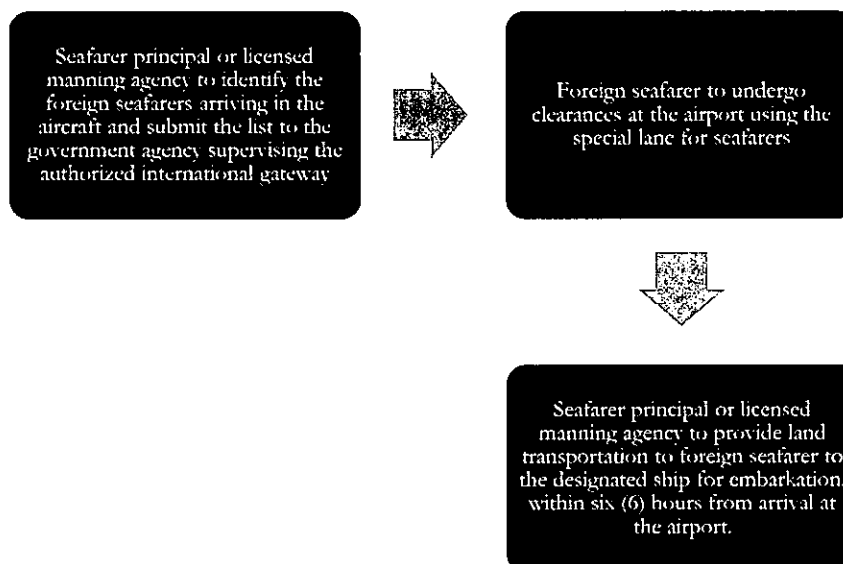 Seafarer principal or licensed
manning agency to identify the
foreign seafarers arriving in the
aircraft and submit the list to the
government agency supervising the
authorized international gateway
Foreign seafarer to undergo
clearances at the airport using the
special lane for seafarers
Seafarer principal or licensed
manning agency to provide land
transportation to foreign seafarer to
the designated ship for embarkation,
within six (6) hours from arrival at
the airport.